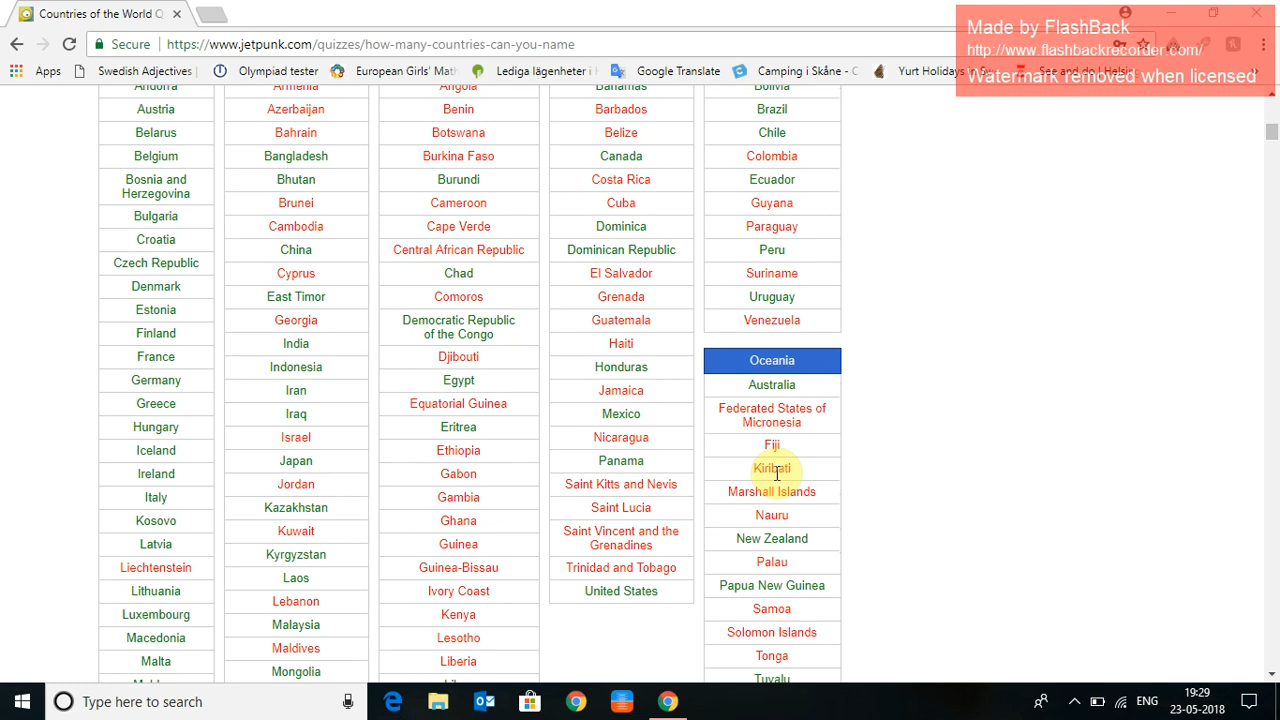 Countries of the World Q
Made by FlashBack
http://www.flashbackrecorder.com/
Watermark removed when licensed
Secure
https://www.jetpunk.com/quizzes/how-many-countries-can-you-name
Apps
Swedish Adjectives
Olympiadtester
European Girls' Mat
Lediga lägenheter i
Google Translate
Camping i Skåne -
Yurt Holidays in S
See and do | Helsin
Andorra
Austria
Belarus
Belgium
Bosnia and
Herzegovina
Bulgaria
Croatia
Czech Republic
Denmark
Estonia
Finland
France
Germany
Greece
Hungary
Iceland
Ireland
Italy
Kosovo
Latvia
Liechtenstein
Lithuania
Luxembourg
Macedonia
Malta
Armenia
Azerbaijan
Bahrain
Bangladesh
Bhutan
Brunei
Cambodia
China
Cyprus
East Timor
Georgia
India
Indonesia
Iran
Iraq
Israel
Japan
Jordan
Kazakhstan
Kuwait
Kyrgyzstan
Laos
Lebanon
Malaysia
Maldives
Mongolia
Angola
Benin
Botswana
Burkina Faso
Burundi
Cameroon
Cape Verde
Central African Republic
Chad
Comoros
Democratic Republic
of the Congo
Djibouti
Egypt
Equatorial Guinea
Eritrea
Ethiopia
Gabon
Gambia
Ghana
Guinea
Guinea-Bissau
Ivory Coast
Kenya
Lesotho
Liberia
Bahamas
Barbados
Belize
Canada
Costa Rica
Cuba
Dominica
Dominican Republic
El Salvador
Grenada
Guatemala
Haiti
Honduras
Jamaica
Mexico
Nicaragua
Panama
Saint Kitts and Nevis
Saint Lucia
Saint Vincent and the
Grenadines
Trinidad and Tobago
United States
Bolivia
Brazil
Chile
Colombia
Ecuador
Guyana
Paraguay
Peru
Suriname
Uruguay
Venezuela
Oceania
Australia
Federated States of
Micronesia
Fiji
Kiribati
Marshall Islands
Nauru
New Zealand
Palau
Papua New Guinea
Samoa
Solomon Islands
Tonga
Tuvalu
Type here to search
ENG
19:29
23-05-2018